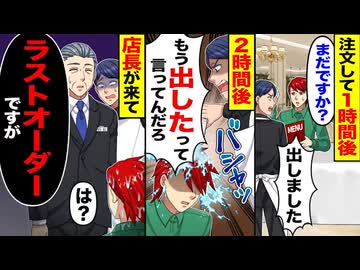 注文して１時間後
まだですか？
MENU
出しました
２時間後
もう出したって
言ってんだろ
バシャッ
店長が来て
ラストオーダー
ですが
は？